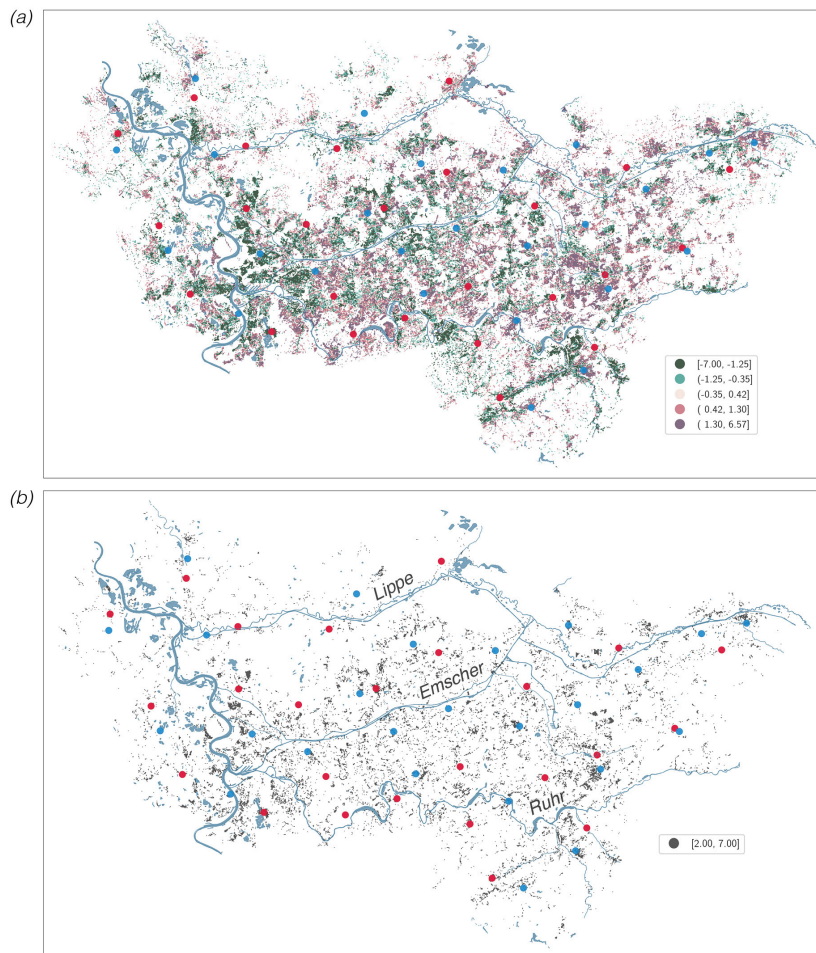 (a)
[-7.00, -1.25]
(-1.25, -0.35]
(-0.35, 0.42]
( 0.42, 1.30]
( 1.30, 6.57]
(b)
Lippe
Emscher
Ruhr
[2.00, 7.00]